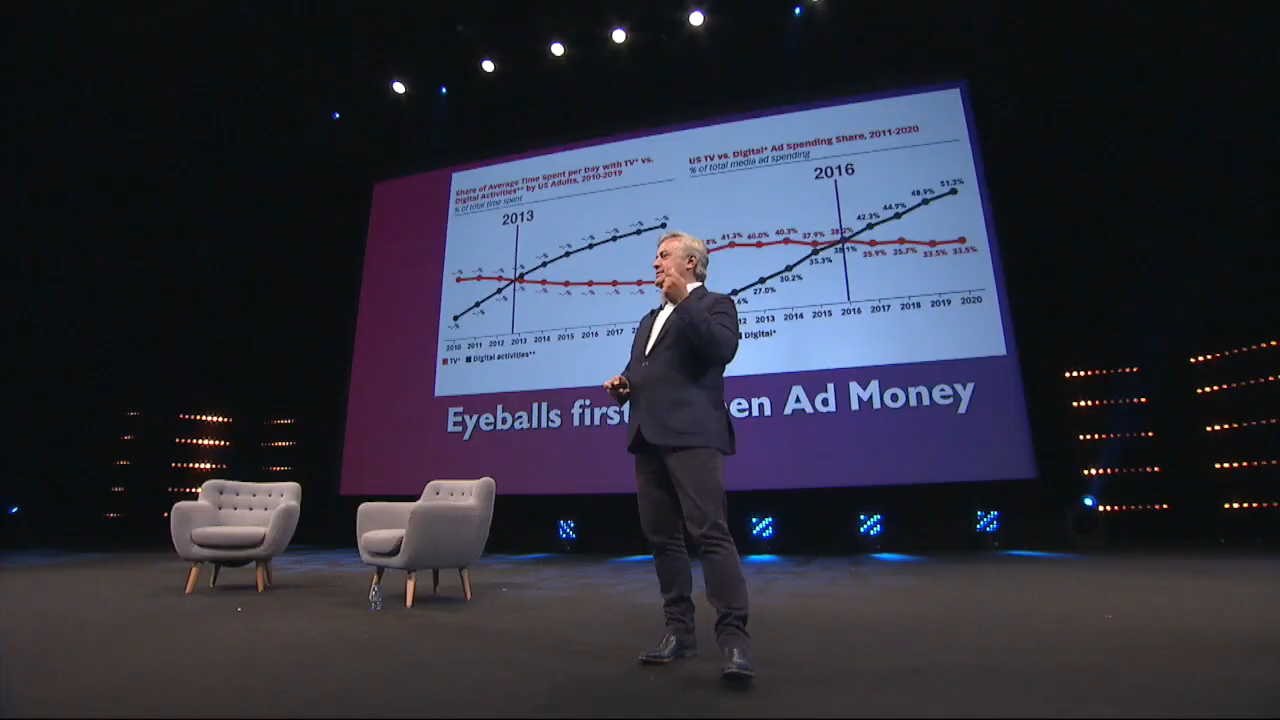 Share of Average Time Spent per Day with TV* vs.
Digital Activities** by US Adults, 2010-2019
% of total time spent
2013
2010 2011 2012 2013 2014 2015 2016 2017
TV* Digital activities**
US TV vs. Digital* Ad Spending Share, 2011-2020
% of total media ad spending
2016
42.3% 44.9% 48.9% 51.3%
41.3% 40.0% 40.3% 37.9% 38.2%
27.0% 30.2% 35.3% 38.1% 35.9% 35.7% 33.5% 33.5%
2013 2014 2015 2016 2017 2018 2019 2020
Digital*
Eyeballs first Ad Money